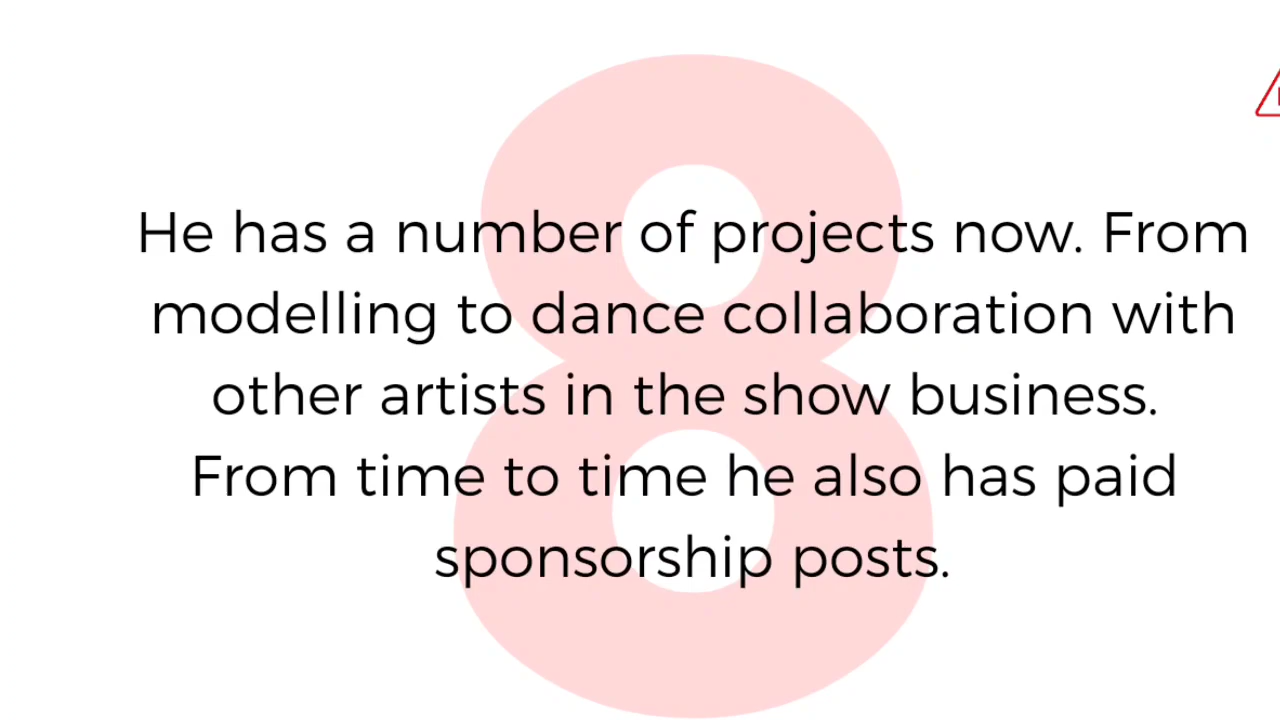 8
He has a number of projects now. From
modelling to dance collaboration with
other artists in the show business.
From time to time he also has paid
sponsorship posts.